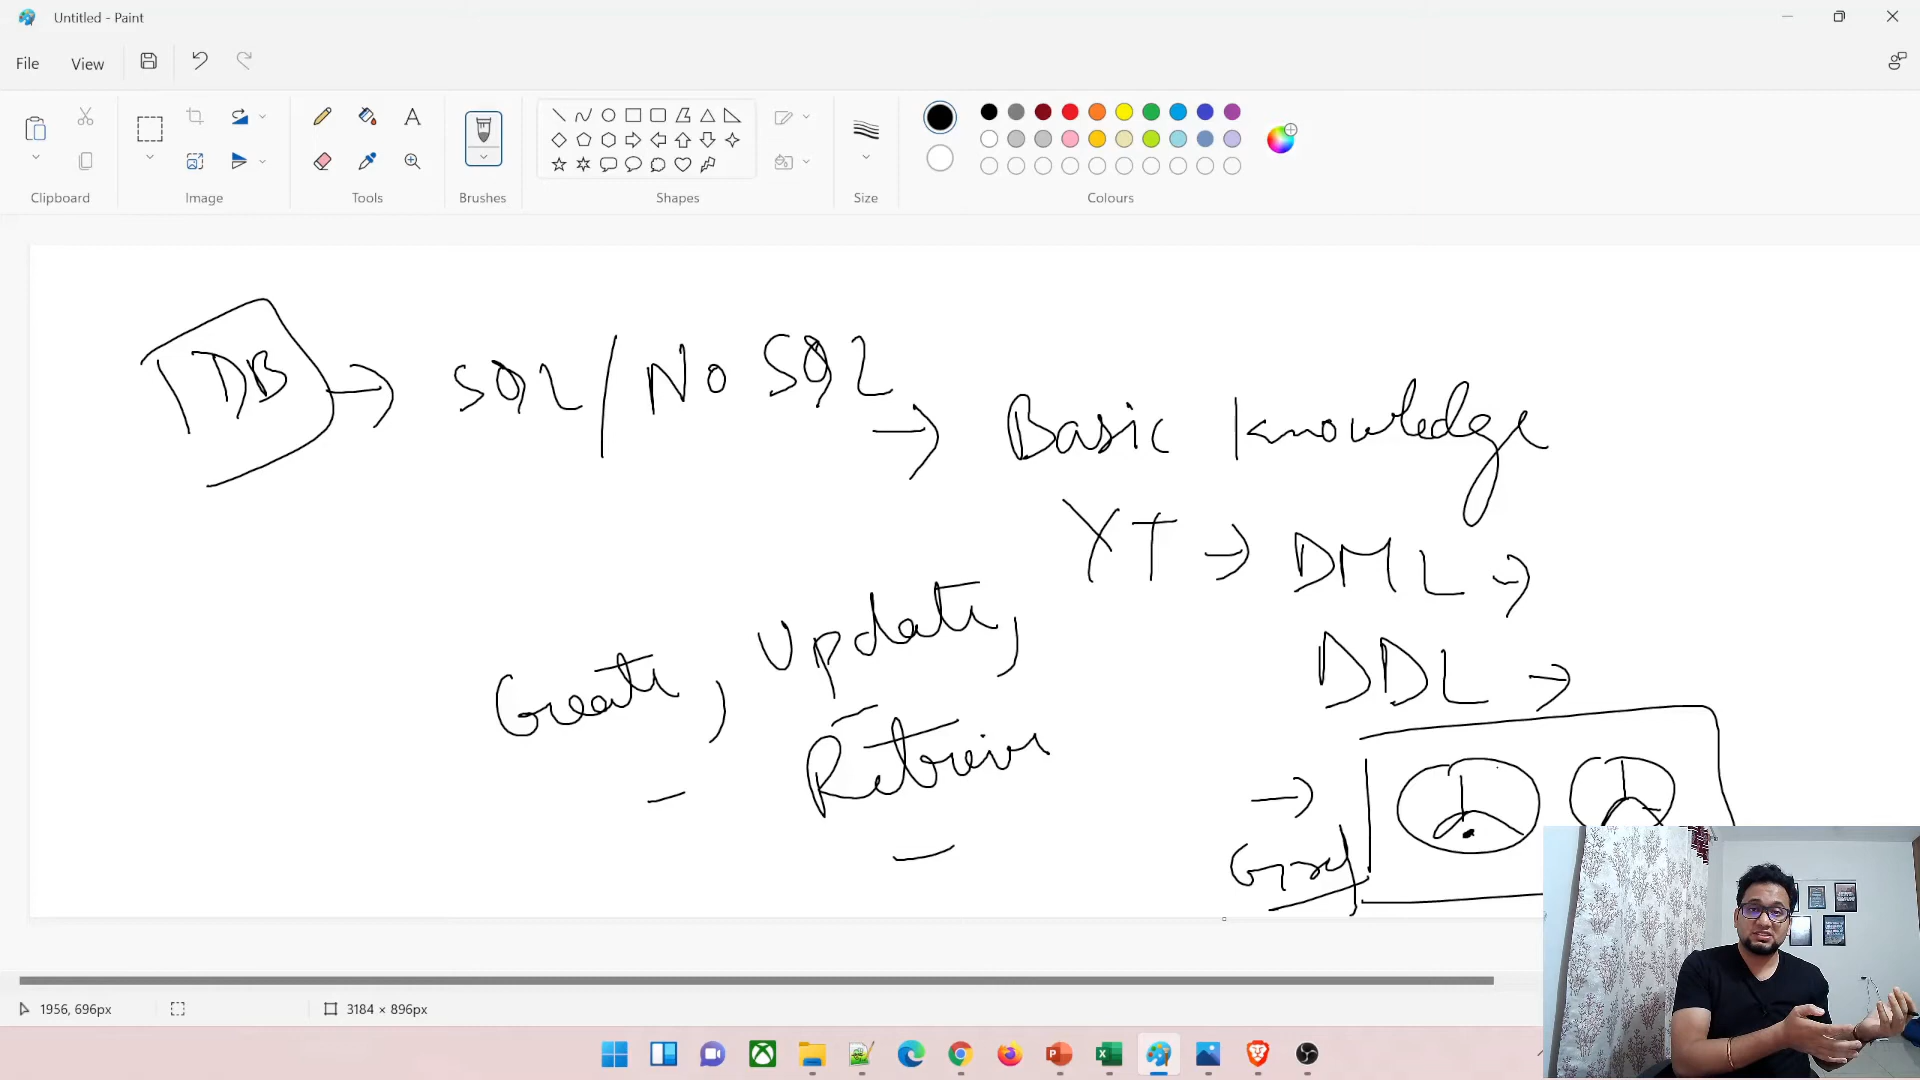 Untitled - Paint
File View
Clipboard Image Tools Brushes Shapes Size Colours
DB → SQL / No SQL
→ Basic Knowledge
YT → DML →
Create, Update,
DDL →
Retrieve
→
1956, 696px 3184 × 896px